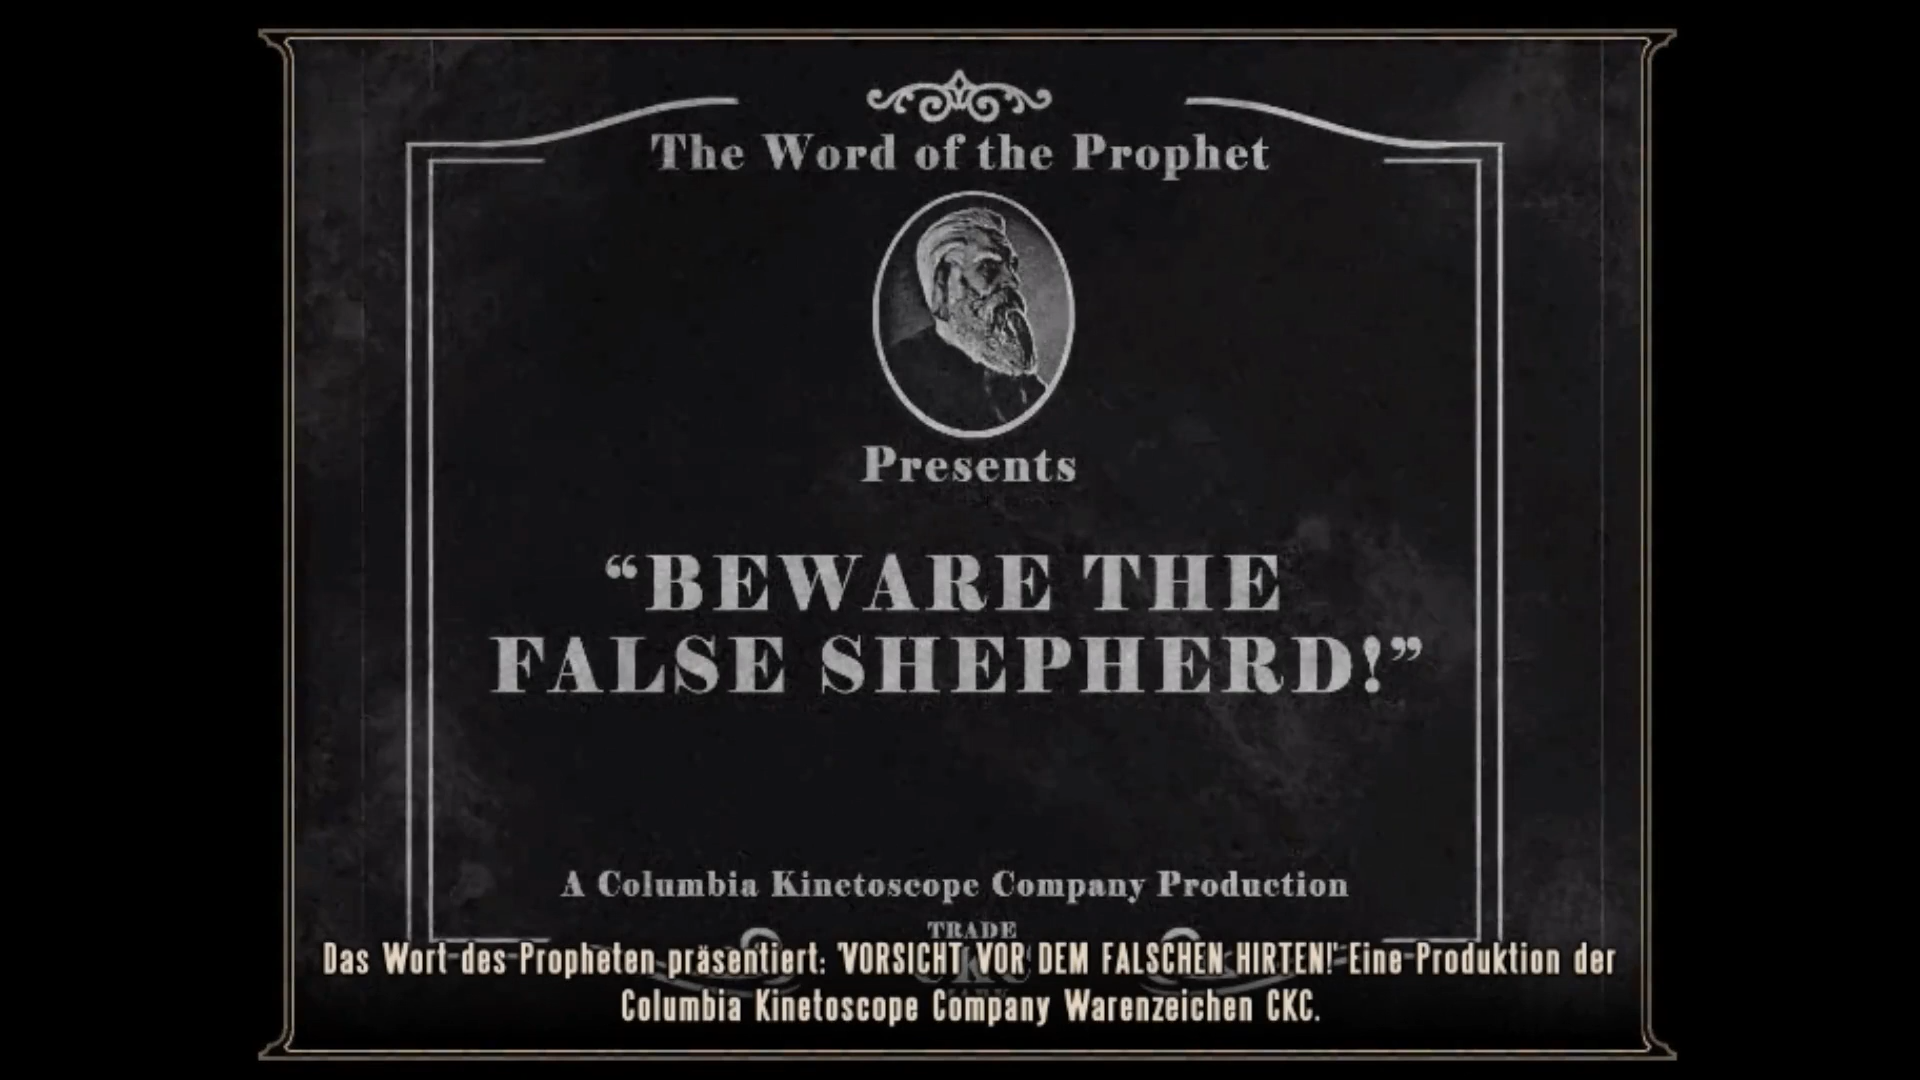 The Word of the Prophet
Presents
“BEWARE THE
FALSE SHEPHERD!”
A Columbia Kinetoscope Company Production
TRADE
CKC
Das Wort des Propheten präsentiert: 'VORSICHT VOR DEM FALSCHEN HIRTEN!' Eine Produktion der
Columbia Kinetoscope Company Warenzeichen CKC.